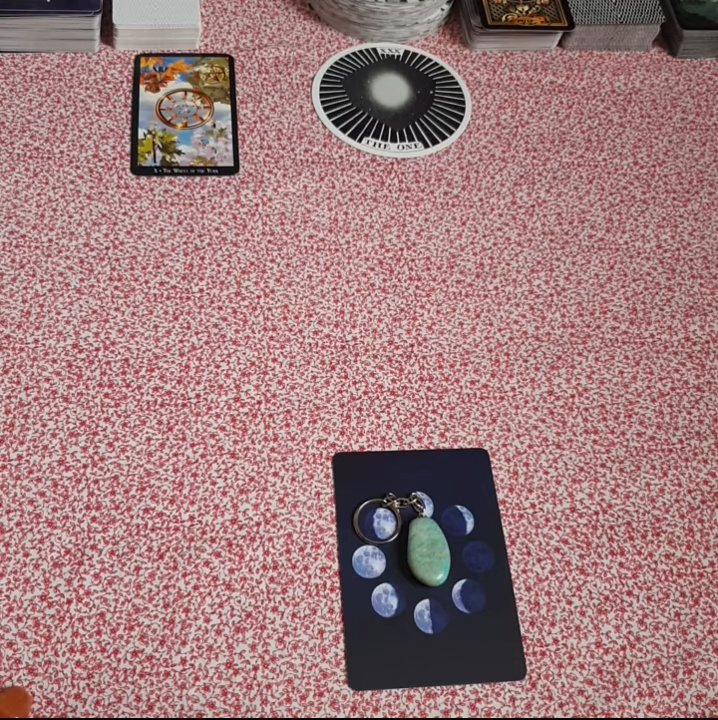 XXX
THE ONE
X • THE WHEEL OF THE YEAR